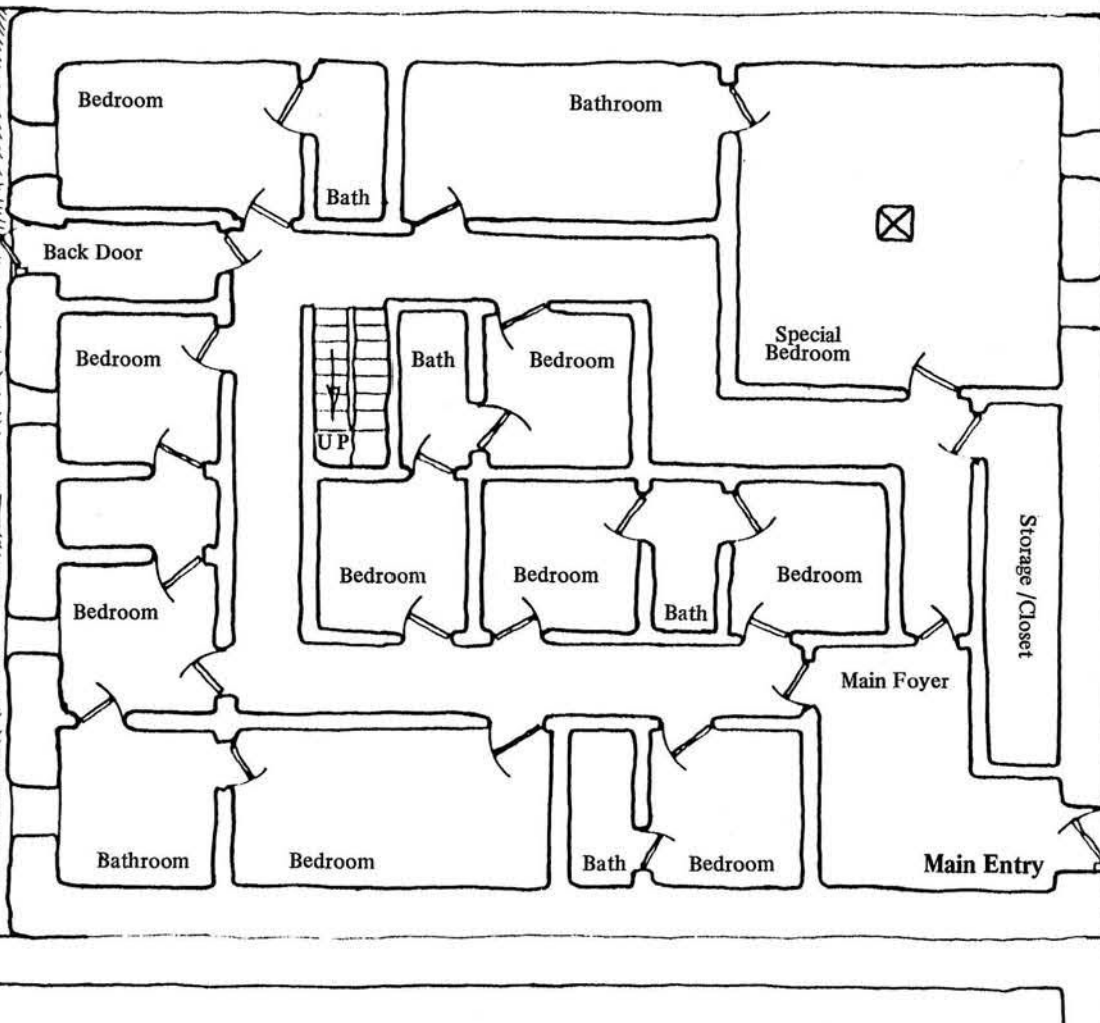 Bedroom
Bathroom
Bath
Back Door
Special
Bedroom
Bedroom
Bath
Bedroom
UP
Storage /Closet
Bedroom
Bedroom
Bedroom
Bedroom
Bath
Main Foyer
Bathroom
Bedroom
Bath
Bedroom
Main Entry